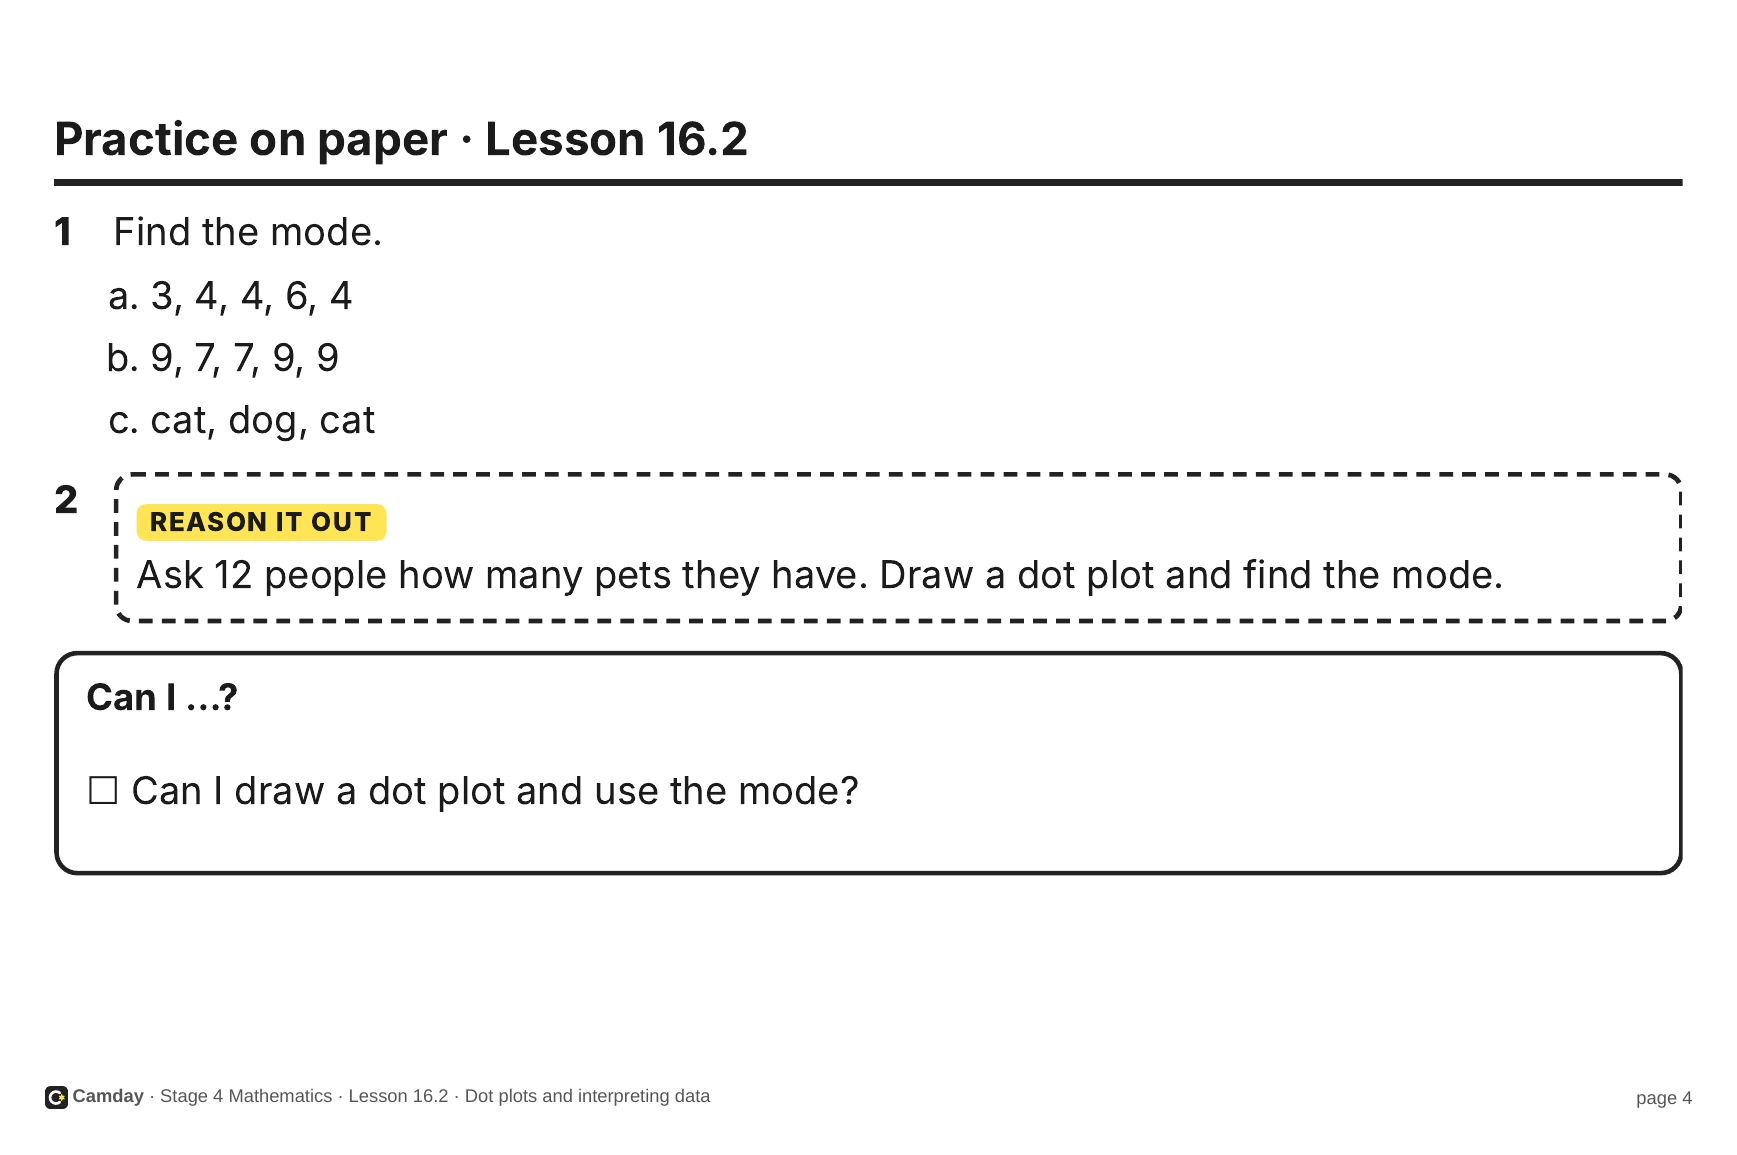 Practice on paper · Lesson 16.2
1 Find the mode.
a. 3, 4, 4, 6, 4
b. 9, 7, 7, 9, 9
c. cat, dog, cat
2
REASON IT OUT
Ask 12 people how many pets they have. Draw a dot plot and find the mode.
Can I …?
☐ Can I draw a dot plot and use the mode?
Camday · Stage 4 Mathematics · Lesson 16.2 · Dot plots and interpreting data
page 4